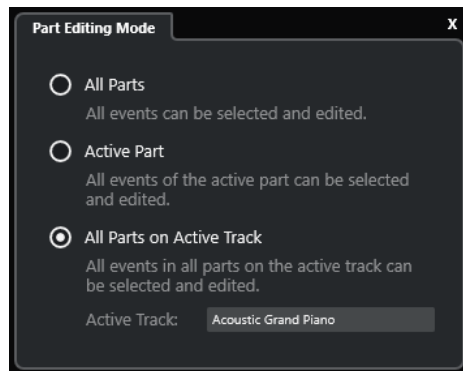 Part Editing Mode
X
All Parts
All events can be selected and edited.
Active Part
All events of the active part can be selected
and edited.
All Parts on Active Track
All events in all parts on the active track can
be selected and edited.
Active Track: Acoustic Grand Piano